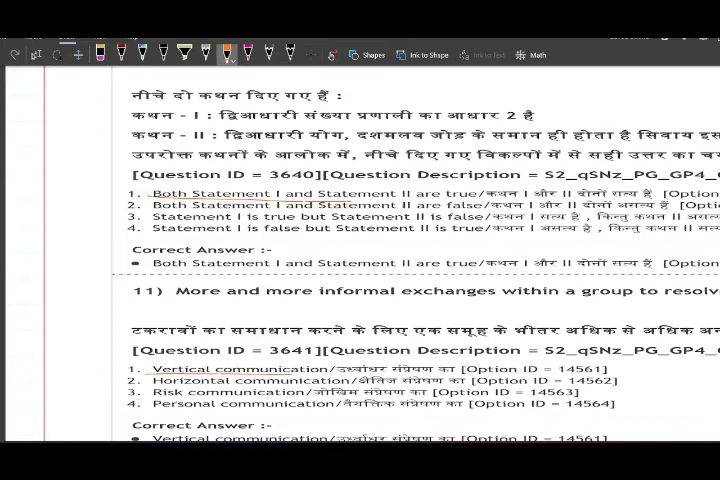 Shapes Ink to Shape Ink to Text Math
नीचे दो कथन दिए गए हैं :
कथन - I : द्विआधारी संख्या प्रणाली का आधार 2 है
कथन - II : द्विआधारी योग, दशमलव जोड़ के समान ही होता है सिवाय इस
उपरोक्त कथनों के आलोक में, नीचे दिए गए विकल्पों में से सही उत्तर का च
[Question ID = 3640][Question Description = S2_qSNz_PG_GP4_
1. Both Statement I and Statement II are true/कथन I और II दोनों सत्य हैं [Option
2. Both Statement I and Statement II are false/कथन I और II दोनों असत्य हैं [Opti
3. Statement I is true but Statement II is false/कथन I सत्य है , किन्तु कथन II असत्
4. Statement I is false but Statement II is true/कथन I असत्य है , किन्तु कथन II सत्य
Correct Answer :-
• Both Statement I and Statement II are true/कथन I और II दोनों सत्य हैं [Option
11) More and more informal exchanges within a group to resolv
टकरावों का समाधान करने के लिए एक समूह के भीतर अधिक से अधिक अन
[Question ID = 3641][Question Description = S2_qSNz_PG_GP4_
1. Vertical communication/उर्ध्वाधर संप्रेषण का [Option ID = 14561]
2. Horizontal communication/क्षैतिज संप्रेषण का [Option ID = 14562]
3. Risk communication/जोखिम संप्रेषण का [Option ID = 14563]
4. Personal communication/वैयक्तिक संप्रेषण का [Option ID = 14564]
Correct Answer :-
• Vertical communication/उर्ध्वाधर संप्रेषण का [Option ID = 14561]